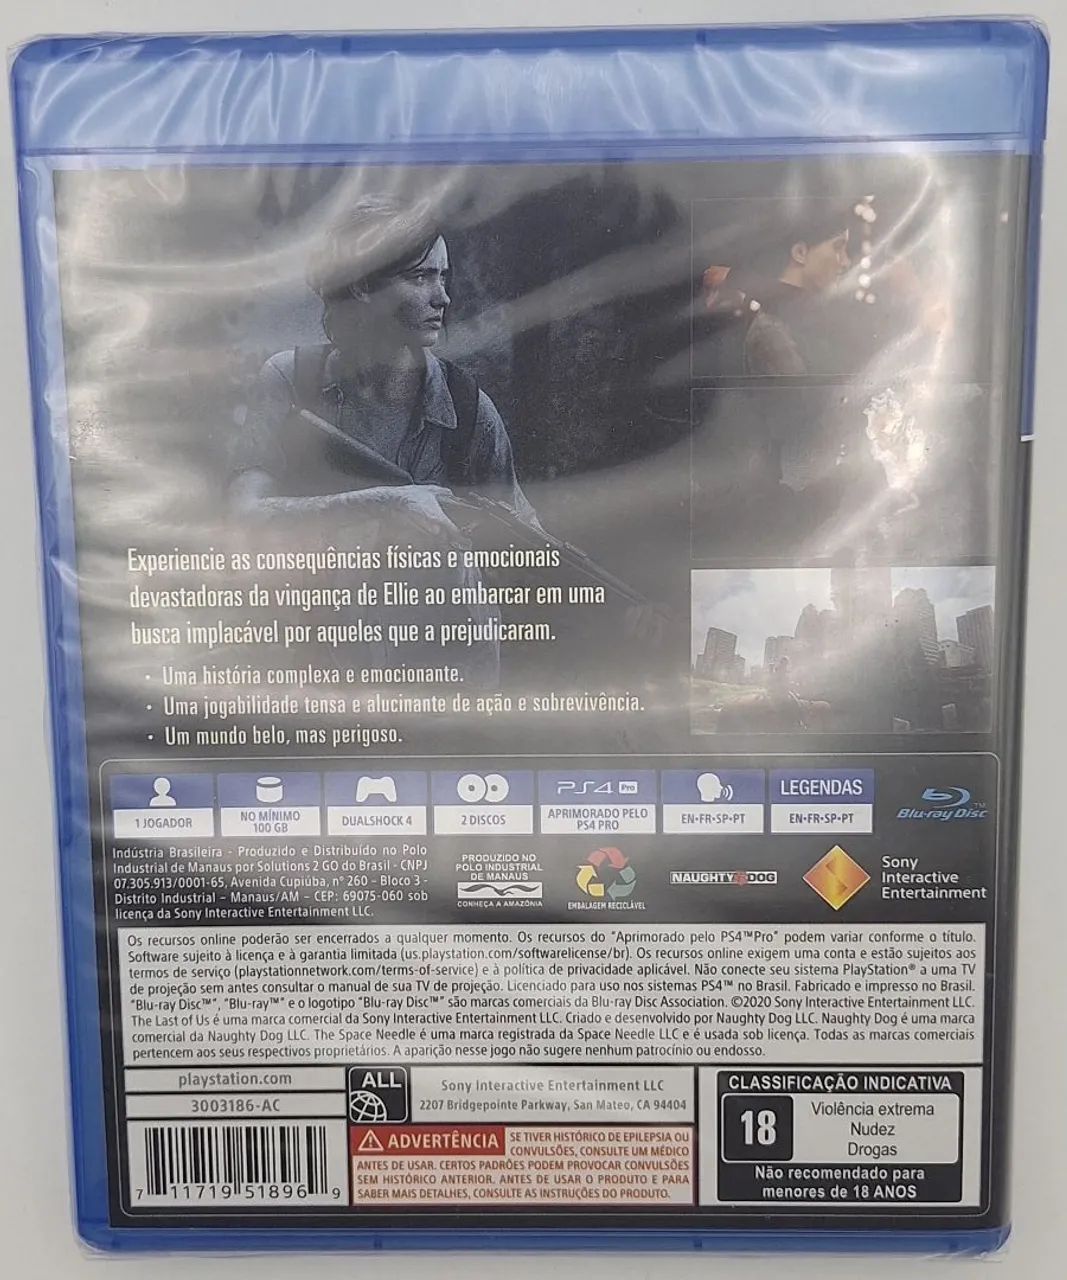 Experiencie as consequências físicas e emocionais
devastadoras da vingança de Ellie ao embarcar em uma
busca implacável por aqueles que a prejudicaram.
• Uma história complexa e emocionante.
• Uma jogabilidade tensa e alucinante de ação e sobrevivência.
• Um mundo belo, mas perigoso.
1 JOGADOR
NO MÍNIMO
100 GB
DUALSHOCK 4
2 DISCOS
PS4 Pro
APRIMORADO PELO
PS4 PRO
EN•FR•SP•PT
LEGENDAS
EN•FR•SP•PT
Blu-ray Disc™
Indústria Brasileira - Produzido e Distribuído no Polo
Industrial de Manaus por Solutions 2 GO do Brasil - CNPJ
07.305.913/0001-65, Avenida Cupiúba, nº 260 - Bloco 3 -
Distrito Industrial - Manaus/AM - CEP: 69075-060 sob
licença da Sony Interactive Entertainment LLC.
PRODUZIDO NO
POLO INDUSTRIAL
DE MANAUS
CONHEÇA A AMAZÔNIA
EMBALAGEM RECICLÁVEL
NAUGHTY DOG
Sony
Interactive
Entertainment
Os recursos online poderão ser encerrados a qualquer momento. Os recursos do "Aprimorado pelo PS4™Pro" podem variar conforme o título.
Software sujeito à licença e à garantia limitada (us.playstation.com/softwarelicense/br). Os recursos online exigem uma conta e estão sujeitos aos
termos de serviço (playstationnetwork.com/terms-of-service) e à política de privacidade aplicável. Não conecte seu sistema PlayStation® a uma TV
de projeção sem antes consultar o manual de sua TV de projeção. Licenciado para uso nos sistemas PS4™ no Brasil. Fabricado e impresso no Brasil.
"Blu-ray Disc™", "Blu-ray™" e o logotipo "Blu-ray Disc™" são marcas comerciais da Blu-ray Disc Association. ©2020 Sony Interactive Entertainment LLC.
The Last of Us é uma marca comercial da Sony Interactive Entertainment LLC. Criado e desenvolvido por Naughty Dog LLC. Naughty Dog é uma marca
comercial da Naughty Dog LLC. The Space Needle é uma marca registrada da Space Needle LLC e é usada sob licença. Todas as marcas comerciais
pertencem aos seus respectivos proprietários. A aparição nesse jogo não sugere nenhum patrocínio ou endosso.
playstation.com
3003186-AC
7 11719 51896 9
ALL
Sony Interactive Entertainment LLC
2207 Bridgepointe Parkway, San Mateo, CA 94404
ADVERTÊNCIA SE TIVER HISTÓRICO DE EPILEPSIA OU
CONVULSÕES, CONSULTE UM MÉDICO
ANTES DE USAR. CERTOS PADRÕES PODEM PROVOCAR CONVULSÕES
SEM HISTÓRICO ANTERIOR. ANTES DE USAR O PRODUTO E PARA
SABER MAIS DETALHES, CONSULTE AS INSTRUÇÕES DO PRODUTO.
CLASSIFICAÇÃO INDICATIVA
18
Violência extrema
Nudez
Drogas
Não recomendado para
menores de 18 ANOS